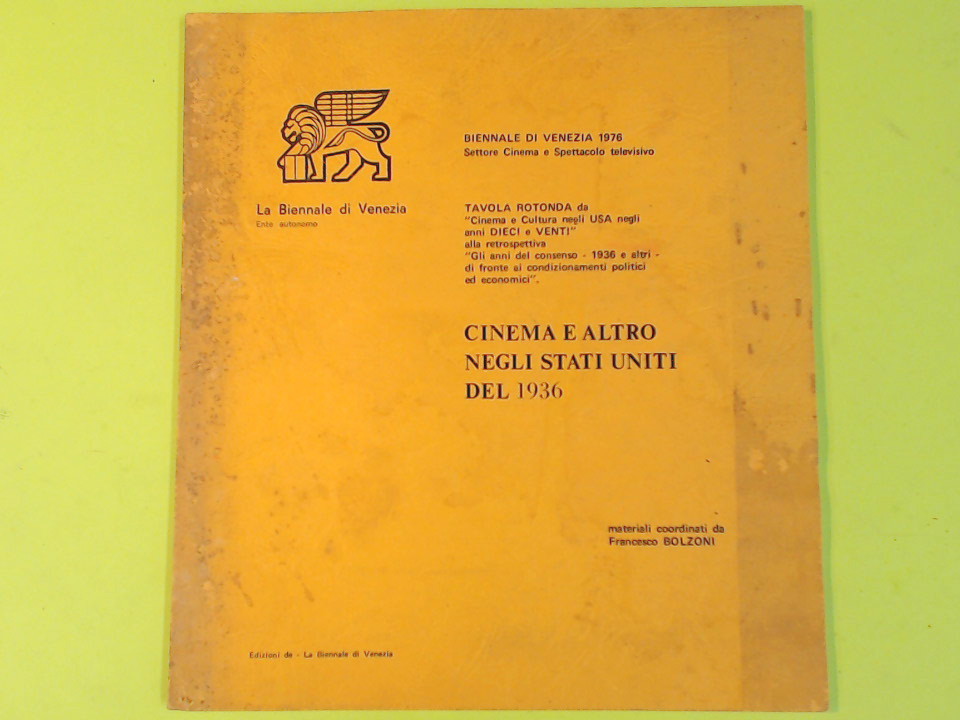 La Biennale di Venezia
Ente autonomo
BIENNALE DI VENEZIA 1976
Settore Cinema e Spettacolo televisivo
TAVOLA ROTONDA da
"Cinema e Cultura negli USA negli
anni DIECI e VENTI"
alla retrospettiva
"Gli anni del consenso - 1936 e altri -
di fronte ai condizionamenti politici
ed economici".
CINEMA E ALTRO
NEGLI STATI UNITI
DEL 1936
materiali coordinati da
Francesco BOLZONI
Edizioni de - La Biennale di Venezia